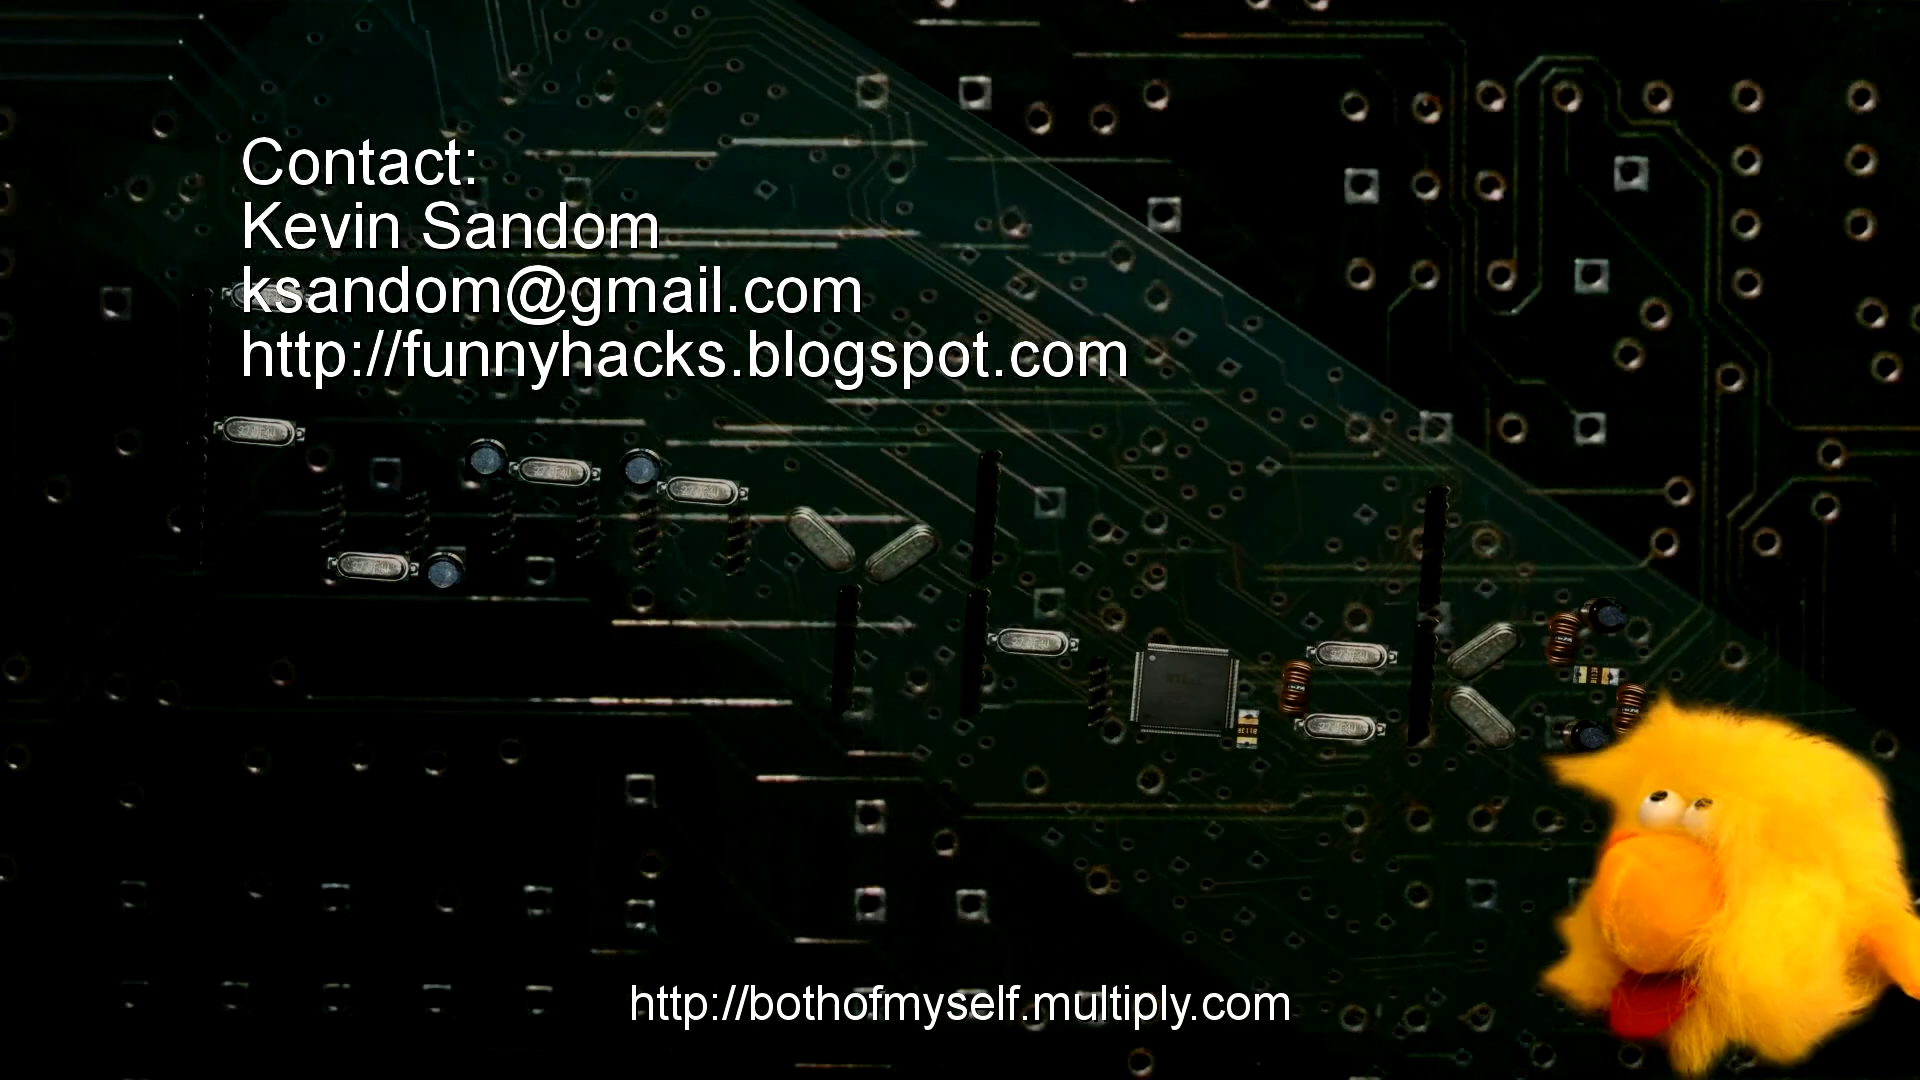 Contact:
Kevin Sandom
ksandom@gmail.com
http://funnyhacks.blogspot.com
http://bothofmyself.multiply.com